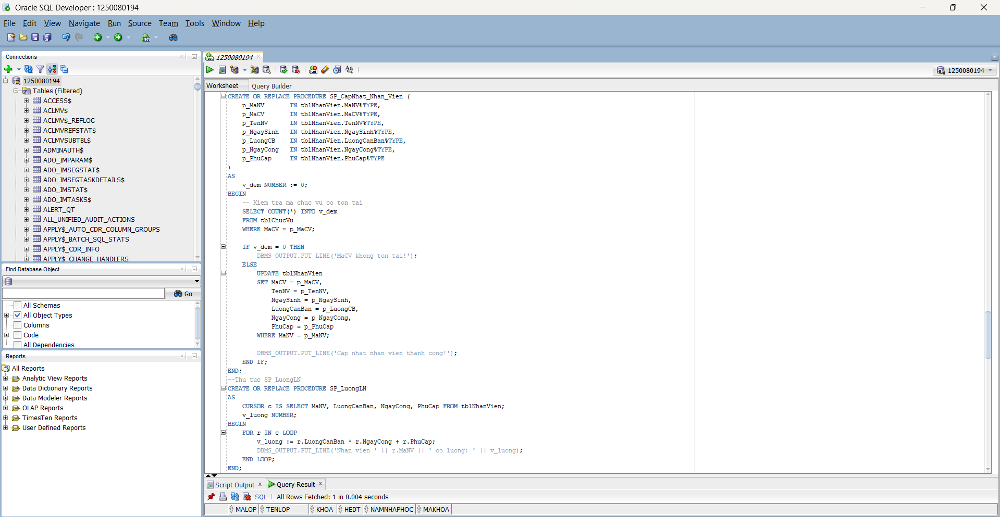 Oracle SQL Developer : 1250080194
File Edit View Navigate Run Source Team Tools Window Help
Connections
1250080194
Tables (Filtered)
ACCESS$
ACLMV$
ACLMV$_REFLOG
ACLMVREFSTAT$
ACLMVSUBTBL$
ADMINAUTH$
ADO_IMPARAM$
ADO_IMSEGSTAT$
ADO_IMSEGTASKDETAILS$
ADO_IMSTAT$
ADO_IMTASKS$
ALERT_QT
ALL_UNIFIED_AUDIT_ACTIONS
APPLY$_AUTO_CDR_COLUMN_GROUPS
APPLY$_BATCH_SQL_STATS
APPLY$_CDR_INFO
APPLY$_CHANGE_HANDLERS
Find Database Object
Go
All Schemas
All Object Types
Columns
Code
All Dependencies
Reports
All Reports
Analytic View Reports
Data Dictionary Reports
Data Modeler Reports
OLAP Reports
TimesTen Reports
User Defined Reports
1250080194
1250080194
Worksheet Query Builder
CREATE OR REPLACE PROCEDURE SP_CapNhat_Nhan_Vien (
p_MaNV IN tblNhanVien.MaNV%TYPE,
p_MaCV IN tblNhanVien.MaCV%TYPE,
p_TenNV IN tblNhanVien.TenNV%TYPE,
p_NgaySinh IN tblNhanVien.NgaySinh%TYPE,
p_LuongCB IN tblNhanVien.LuongCanBan%TYPE,
p_NgayCong IN tblNhanVien.NgayCong%TYPE,
p_PhuCap IN tblNhanVien.PhuCap%TYPE
)
AS
v_dem NUMBER := 0;
BEGIN
-- Kiem tra ma chuc vu co ton tai
SELECT COUNT(*) INTO v_dem
FROM tblChucVu
WHERE MaCV = p_MaCV;
IF v_dem = 0 THEN
DBMS_OUTPUT.PUT_LINE('MaCV khong ton tai!');
ELSE
UPDATE tblNhanVien
SET MaCV = p_MaCV,
TenNV = p_TenNV,
NgaySinh = p_NgaySinh,
LuongCanBan = p_LuongCB,
NgayCong = p_NgayCong,
PhuCap = p_PhuCap
WHERE MaNV = p_MaNV;
DBMS_OUTPUT.PUT_LINE('Cap nhat nhan vien thanh cong!');
END IF;
END;
--Thu tuc SP_LuongLN
CREATE OR REPLACE PROCEDURE SP_LuongLN
AS
CURSOR c IS SELECT MaNV, LuongCanBan, NgayCong, PhuCap FROM tblNhanVien;
v_luong NUMBER;
BEGIN
FOR r IN c LOOP
v_luong := r.LuongCanBan * r.NgayCong + r.PhuCap;
DBMS_OUTPUT.PUT_LINE('Nhan vien ' || r.MaNV || ' co luong: ' || v_luong);
END LOOP;
END;
Script Output Query Result
SQL All Rows Fetched: 1 in 0.004 seconds
MALOP TENLOP KHOA HEDT NAMNHAPHOC MAKHOA